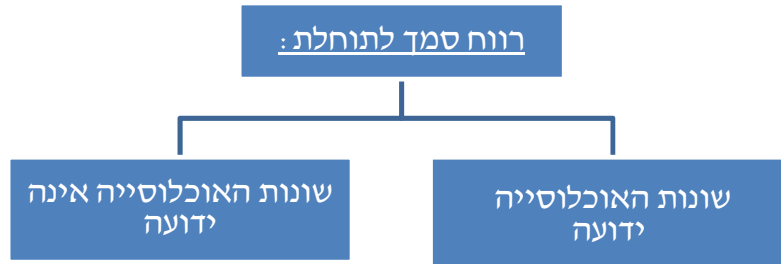 רווח סמך לתוחלת :
שונות האוכלוסייה
ידועה
שונות האוכלוסייה אינה
ידועה